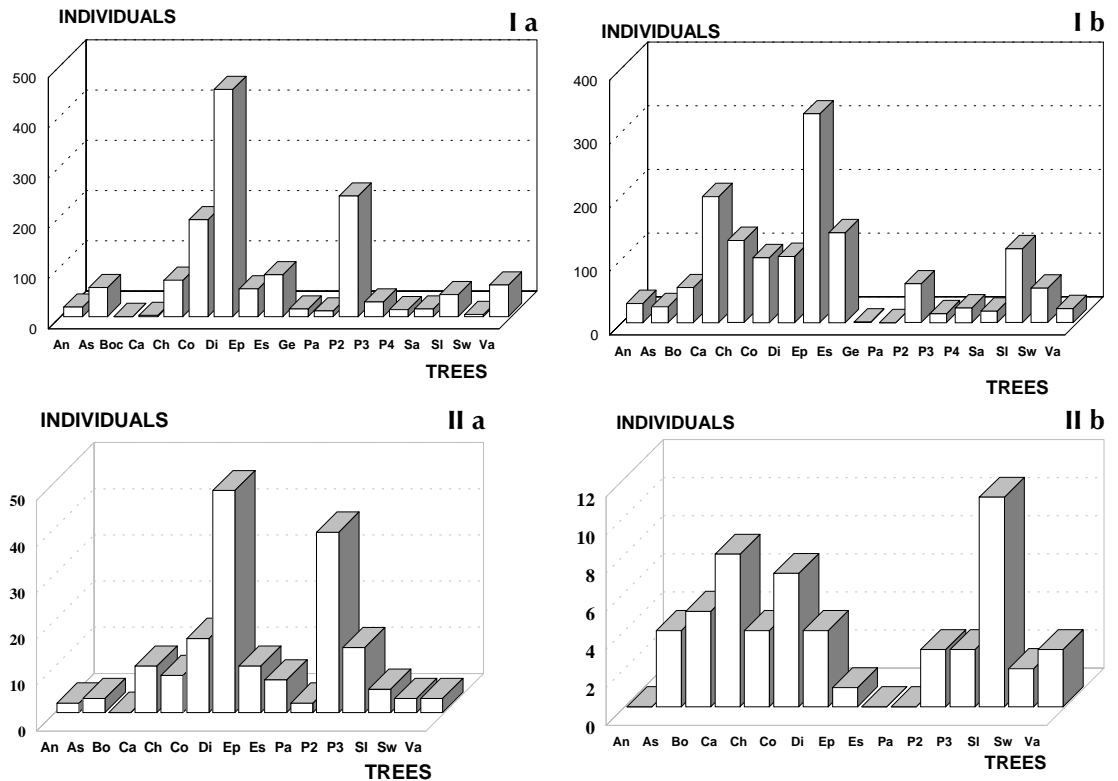 INDIVIDUALS
I a
500
400
300
200
100
0
An As Boc Ca Ch Co Di Ep Es Ge Pa P2 P3 P4 Sa Sl Sw Va
TREES
INDIVIDUALS
I b
400
300
200
100
0
An As Bo Ca Ch Co Di Ep Es Ge Pa P2 P3 P4 Sa Sl Sw Va
TREES
INDIVIDUALS
II a
50
40
30
20
10
0
An As Bo Ca Ch Co Di Ep Es Pa P2 P3 Sl Sw Va
TREES
INDIVIDUALS
II b
12
10
8
6
4
2
0
An As Bo Ca Ch Co Di Ep Es Pa P2 P3 Sl Sw Va
TREES